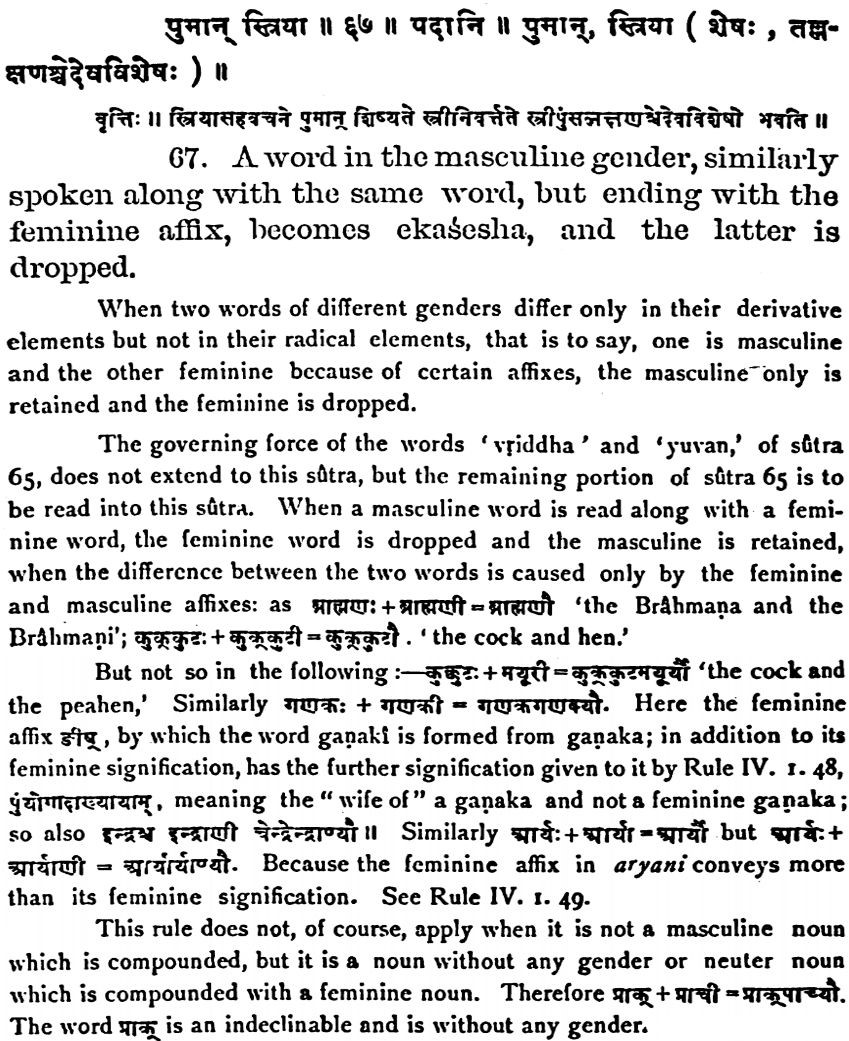 पुमान् स्त्रिया ॥ ६७ ॥ पदानि ॥ पुमान्, स्त्रिया ( शेषः , तल्ल-
क्षणश्चेदेवविशेषः ) ॥
वृत्तिः ॥ स्त्रियासहवचने पुमान् शिष्यते स्त्रीनिवर्त्तते स्त्रीपुंसलक्षणश्चेदेवविशेषो भवति ॥
67. A word in the masculine gender, similarly
spoken along with the same word, but ending with the
feminine affix, becomes ekaśesha, and the latter is
dropped.
When two words of different genders differ only in their derivative
elements but not in their radical elements, that is to say, one is masculine
and the other feminine because of certain affixes, the masculine only is
retained and the feminine is dropped.
The governing force of the words ‘vṛiddha’ and ‘yuvan,’ of sûtra
65, does not extend to this sûtra, but the remaining portion of sûtra 65 is to
be read into this sûtra. When a masculine word is read along with a femi-
nine word, the feminine word is dropped and the masculine is retained,
when the difference between the two words is caused only by the feminine
and masculine affixes: as ब्राह्मणः + ब्राह्मणी = ब्राह्मणौ ‘the Brâhmaṇa and the
Brâhmaṇi’; कुक्कुटः + कुक्कुटी = कुक्कुटौ . ‘the cock and hen.’
But not so in the following :—कुक्कुटः + मयूरी = कुक्कुटमयूर्यौ ‘the cock and
the peahen,’ Similarly गणकः + गणकी = गणकगणक्यौ. Here the feminine
affix ङीष्, by which the word gaṇakî is formed from gaṇaka; in addition to its
feminine signification, has the further signification given to it by Rule IV. 1. 48,
पुंयोगादाख्यायाम्, meaning the “wife of” a gaṇaka and not a feminine gaṇaka;
so also इन्द्रश्च इन्द्राणी चेन्द्रेन्द्राण्यौ ॥ Similarly आर्यः + आर्या = आर्यौ but आर्यः +
आर्याणी = आर्यार्याण्यौ. Because the feminine affix in aryani conveys more
than its feminine signification. See Rule IV. 1. 49.
This rule does not, of course, apply when it is not a masculine noun
which is compounded, but it is a noun without any gender or neuter noun
which is compounded with a feminine noun. Therefore प्राक् + प्राची = प्राक्प्राच्यौ.
The word प्राक् is an indeclinable and is without any gender.